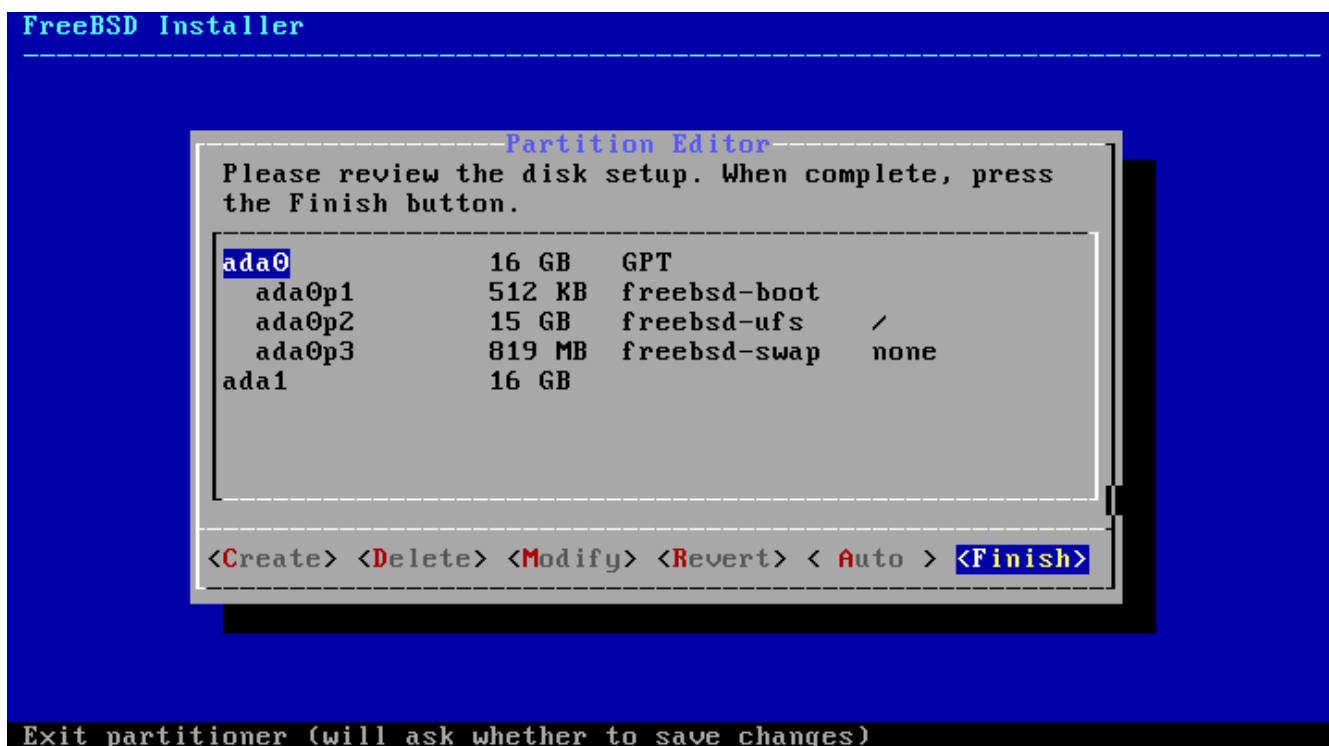 FreeBSD Installer
Partition Editor
Please review the disk setup. When complete, press
the Finish button.
ada0 16 GB GPT
ada0p1 512 KB freebsd-boot
ada0p2 15 GB freebsd-ufs /
ada0p3 819 MB freebsd-swap none
ada1 16 GB
<Create> <Delete> <Modify> <Revert> < Auto > <Finish>
Exit partitioner (will ask whether to save changes)